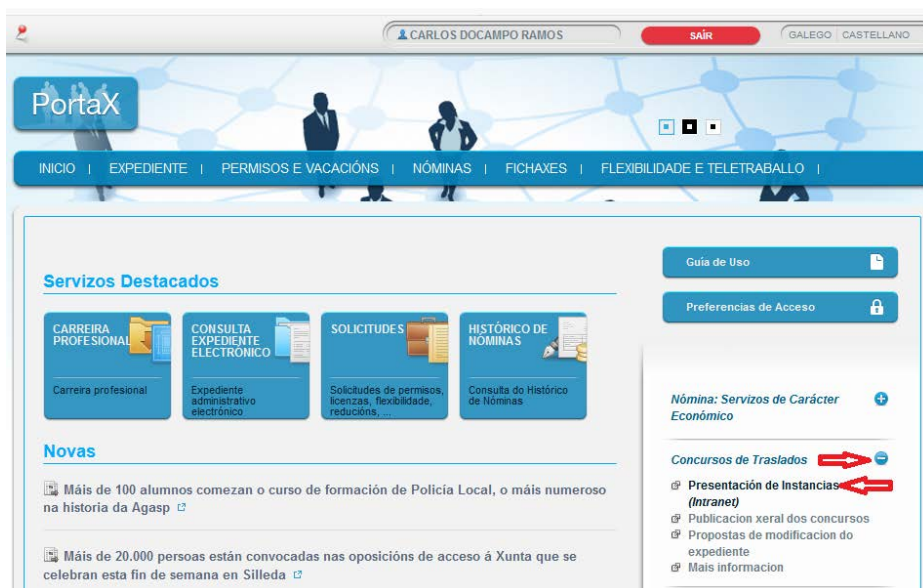 CARLOS DOCAMPO RAMOS
SAÍR
GALEGO | CASTELLANO
PortaX
INICIO | EXPEDIENTE | PERMISOS E VACACIÓNS | NÓMINAS | FICHAXES | FLEXIBILIDADE E TELETRABALLO |
Servizos Destacados
CARREIRA
PROFESIONAL
Carreira profesional
CONSULTA
EXPEDIENTE
ELECTRÓNICO
Expediente
administrativo
electrónico
SOLICITUDES
Solicitudes de permisos,
licenzas, flexibilidade,
reducións, ...
HISTÓRICO DE
NÓMINAS
Consulta do Histórico
de Nóminas
Novas
Máis de 100 alumnos comezan o curso de formación de Policía Local, o máis numeroso
na historia da Agasp
Máis de 20.000 persoas están convocadas nas oposicións de acceso á Xunta que se
celebran esta fin de semana en Silleda
Guía de Uso
Preferencias de Acceso
Nómina: Servizos de Carácter
Económico
Concursos de Traslados
Presentación de Instancias
(Intranet)
Publicacion xeral dos concursos
Propostas de modificacion do
expediente
Mais informacion